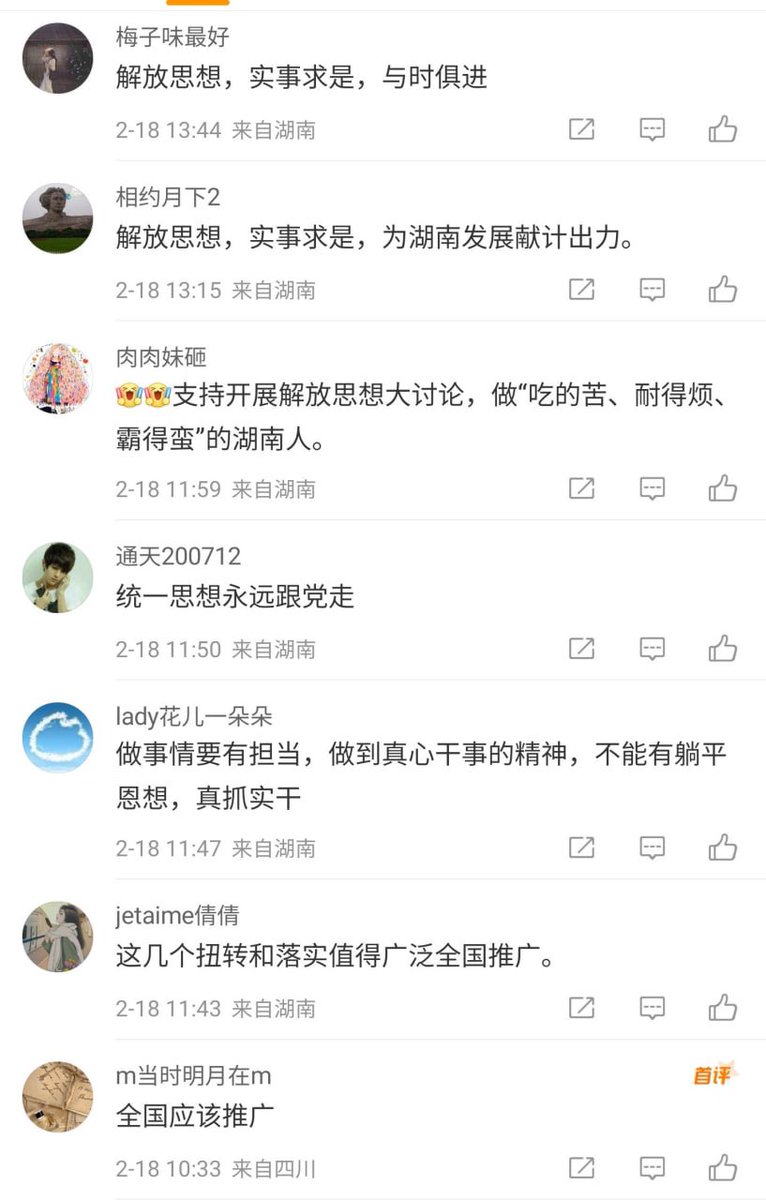 梅子味最好
解放思想，实事求是，与时俱进
2-18 13:44 来自湖南
相约月下2
解放思想，实事求是，为湖南发展献计出力。
2-18 13:15 来自湖南
肉肉妹砸
支持开展解放思想大讨论，做“吃的苦、耐得烦、
霸得蛮”的湖南人。
2-18 11:59 来自湖南
通天200712
统一思想永远跟党走
2-18 11:50 来自湖南
lady花儿一朵朵
做事情要有担当，做到真心干事的精神，不能有躺平
恩想，真抓实干
2-18 11:47 来自湖南
jetaime倩倩
这几个扭转和落实值得广泛全国推广。
2-18 11:43 来自湖南
m当时明月在m
首评
全国应该推广
2-18 10:33 来自四川